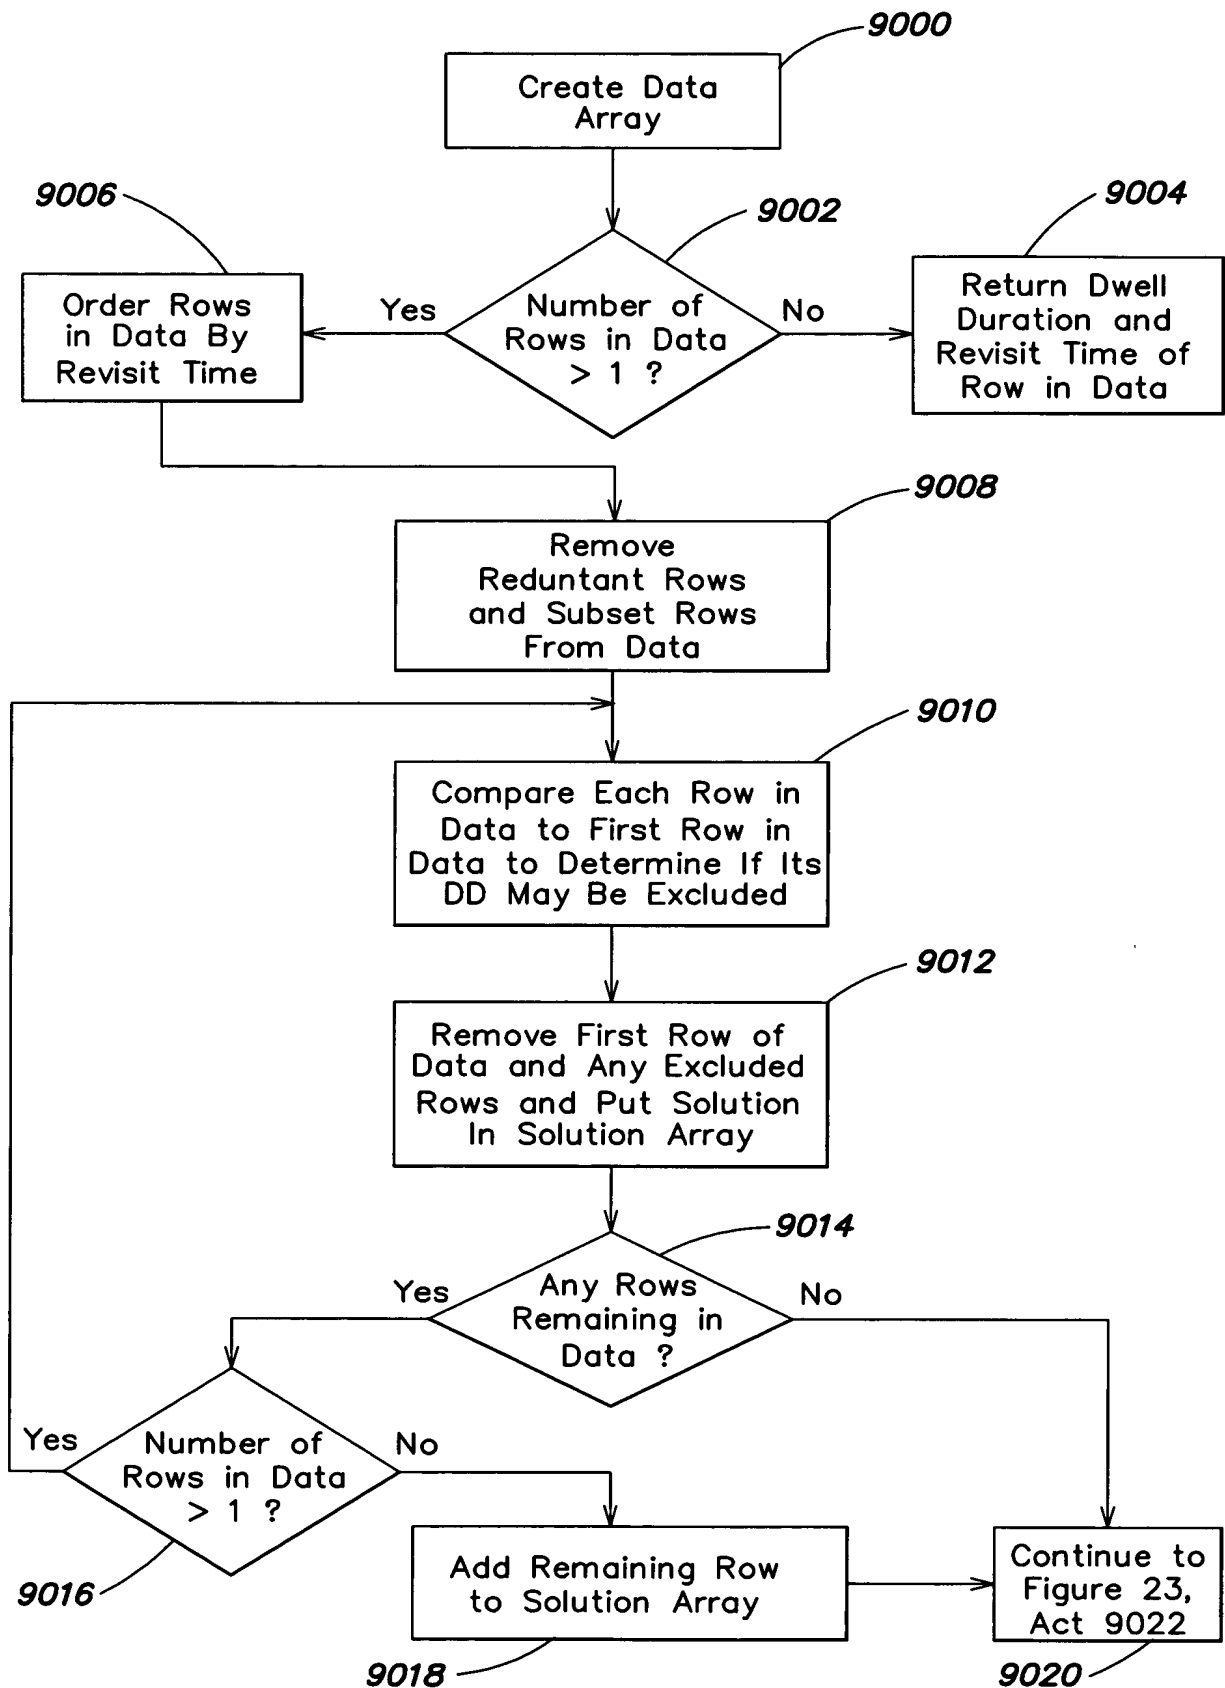 9000
Create Data
Array
9006
9002
9004
Order Rows
in Data By
Revisit Time
Yes
Number of
Rows in Data
> 1 ?
No
Return Dwell
Duration and
Revisit Time of
Row in Data
9008
Remove
Reduntant Rows
and Subset Rows
From Data
9010
Compare Each Row in
Data to First Row in
Data to Determine If Its
DD May Be Excluded
9012
Remove First Row of
Data and Any Excluded
Rows and Put Solution
In Solution Array
9014
Yes
Any Rows
Remaining in
Data ?
No
Yes
Number of
Rows in Data
> 1 ?
No
9016
Add Remaining Row
to Solution Array
9018
Continue to
Figure 23,
Act 9022
9020